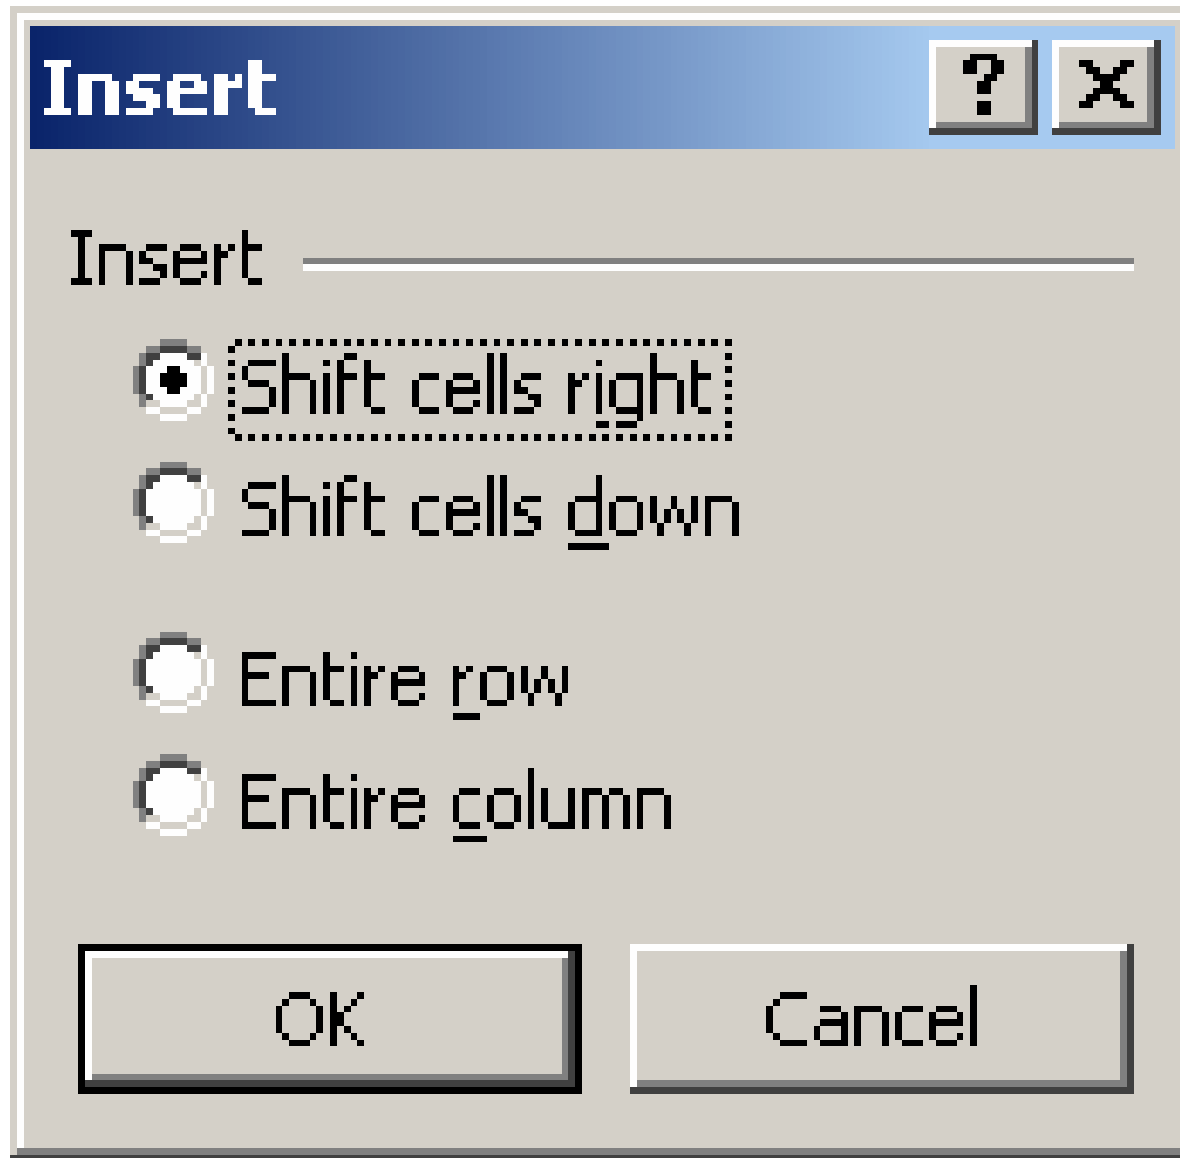 Insert ?
Insert
Shift cells right
Shift cells down
Entire row
Entire column
OK Cancel